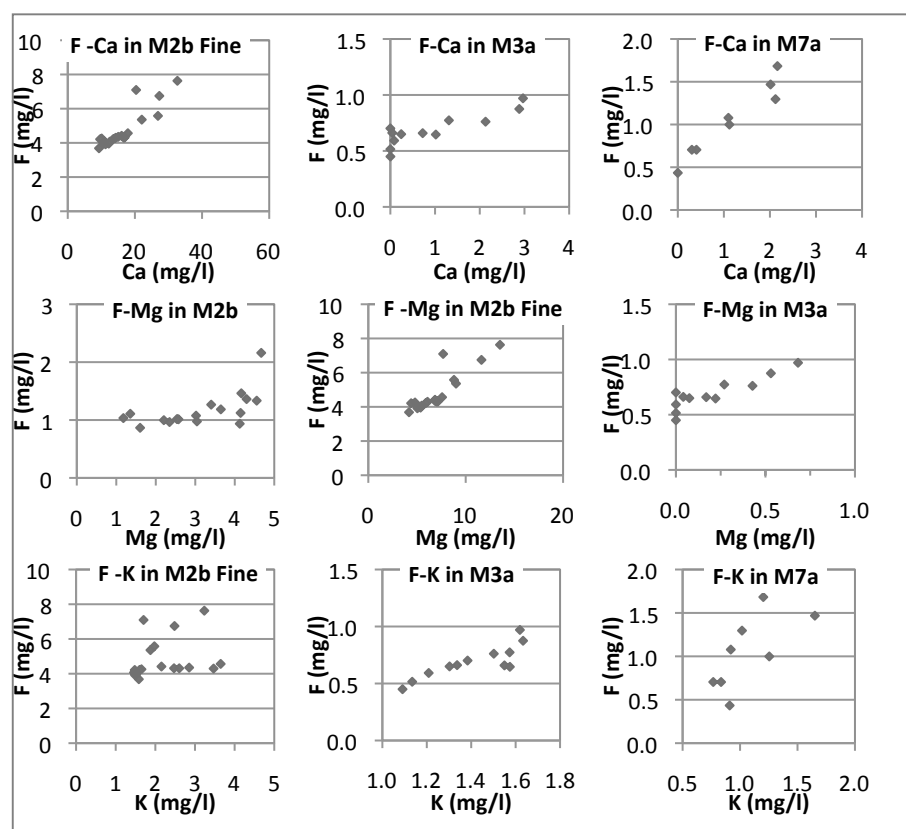 F -Ca in M2b Fine
10
8
6
4
2
0
F (mg/l)
0 20 40 60
Ca (mg/l)
F-Ca in M3a
1.5
1.0
0.5
0.0
F (mg/l)
0 1 2 3 4
Ca (mg/l)
F-Ca in M7a
2.0
1.5
1.0
0.5
0.0
F (mg/l)
0 1 2 3 4
Ca (mg/l)
F-Mg in M2b
3
2
1
0
F (mg/l)
0 1 2 3 4 5
Mg (mg/l)
F -Mg in M2b Fine
10
8
6
4
2
0
F (mg/l)
0 10 20
Mg (mg/l)
F-Mg in M3a
1.5
1.0
0.5
0.0
F (mg/l)
0.0 0.5 1.0
Mg (mg/l)
F -K in M2b Fine
10
8
6
4
2
0
F (mg/l)
0 1 2 3 4 5
K (mg/l)
F-K in M3a
1.5
1.0
0.5
0.0
F (mg/l)
1.0 1.2 1.4 1.6 1.8
K (mg/l)
F-K in M7a
2.0
1.5
1.0
0.5
0.0
F (mg/l)
0.5 1.0 1.5 2.0
K (mg/l)